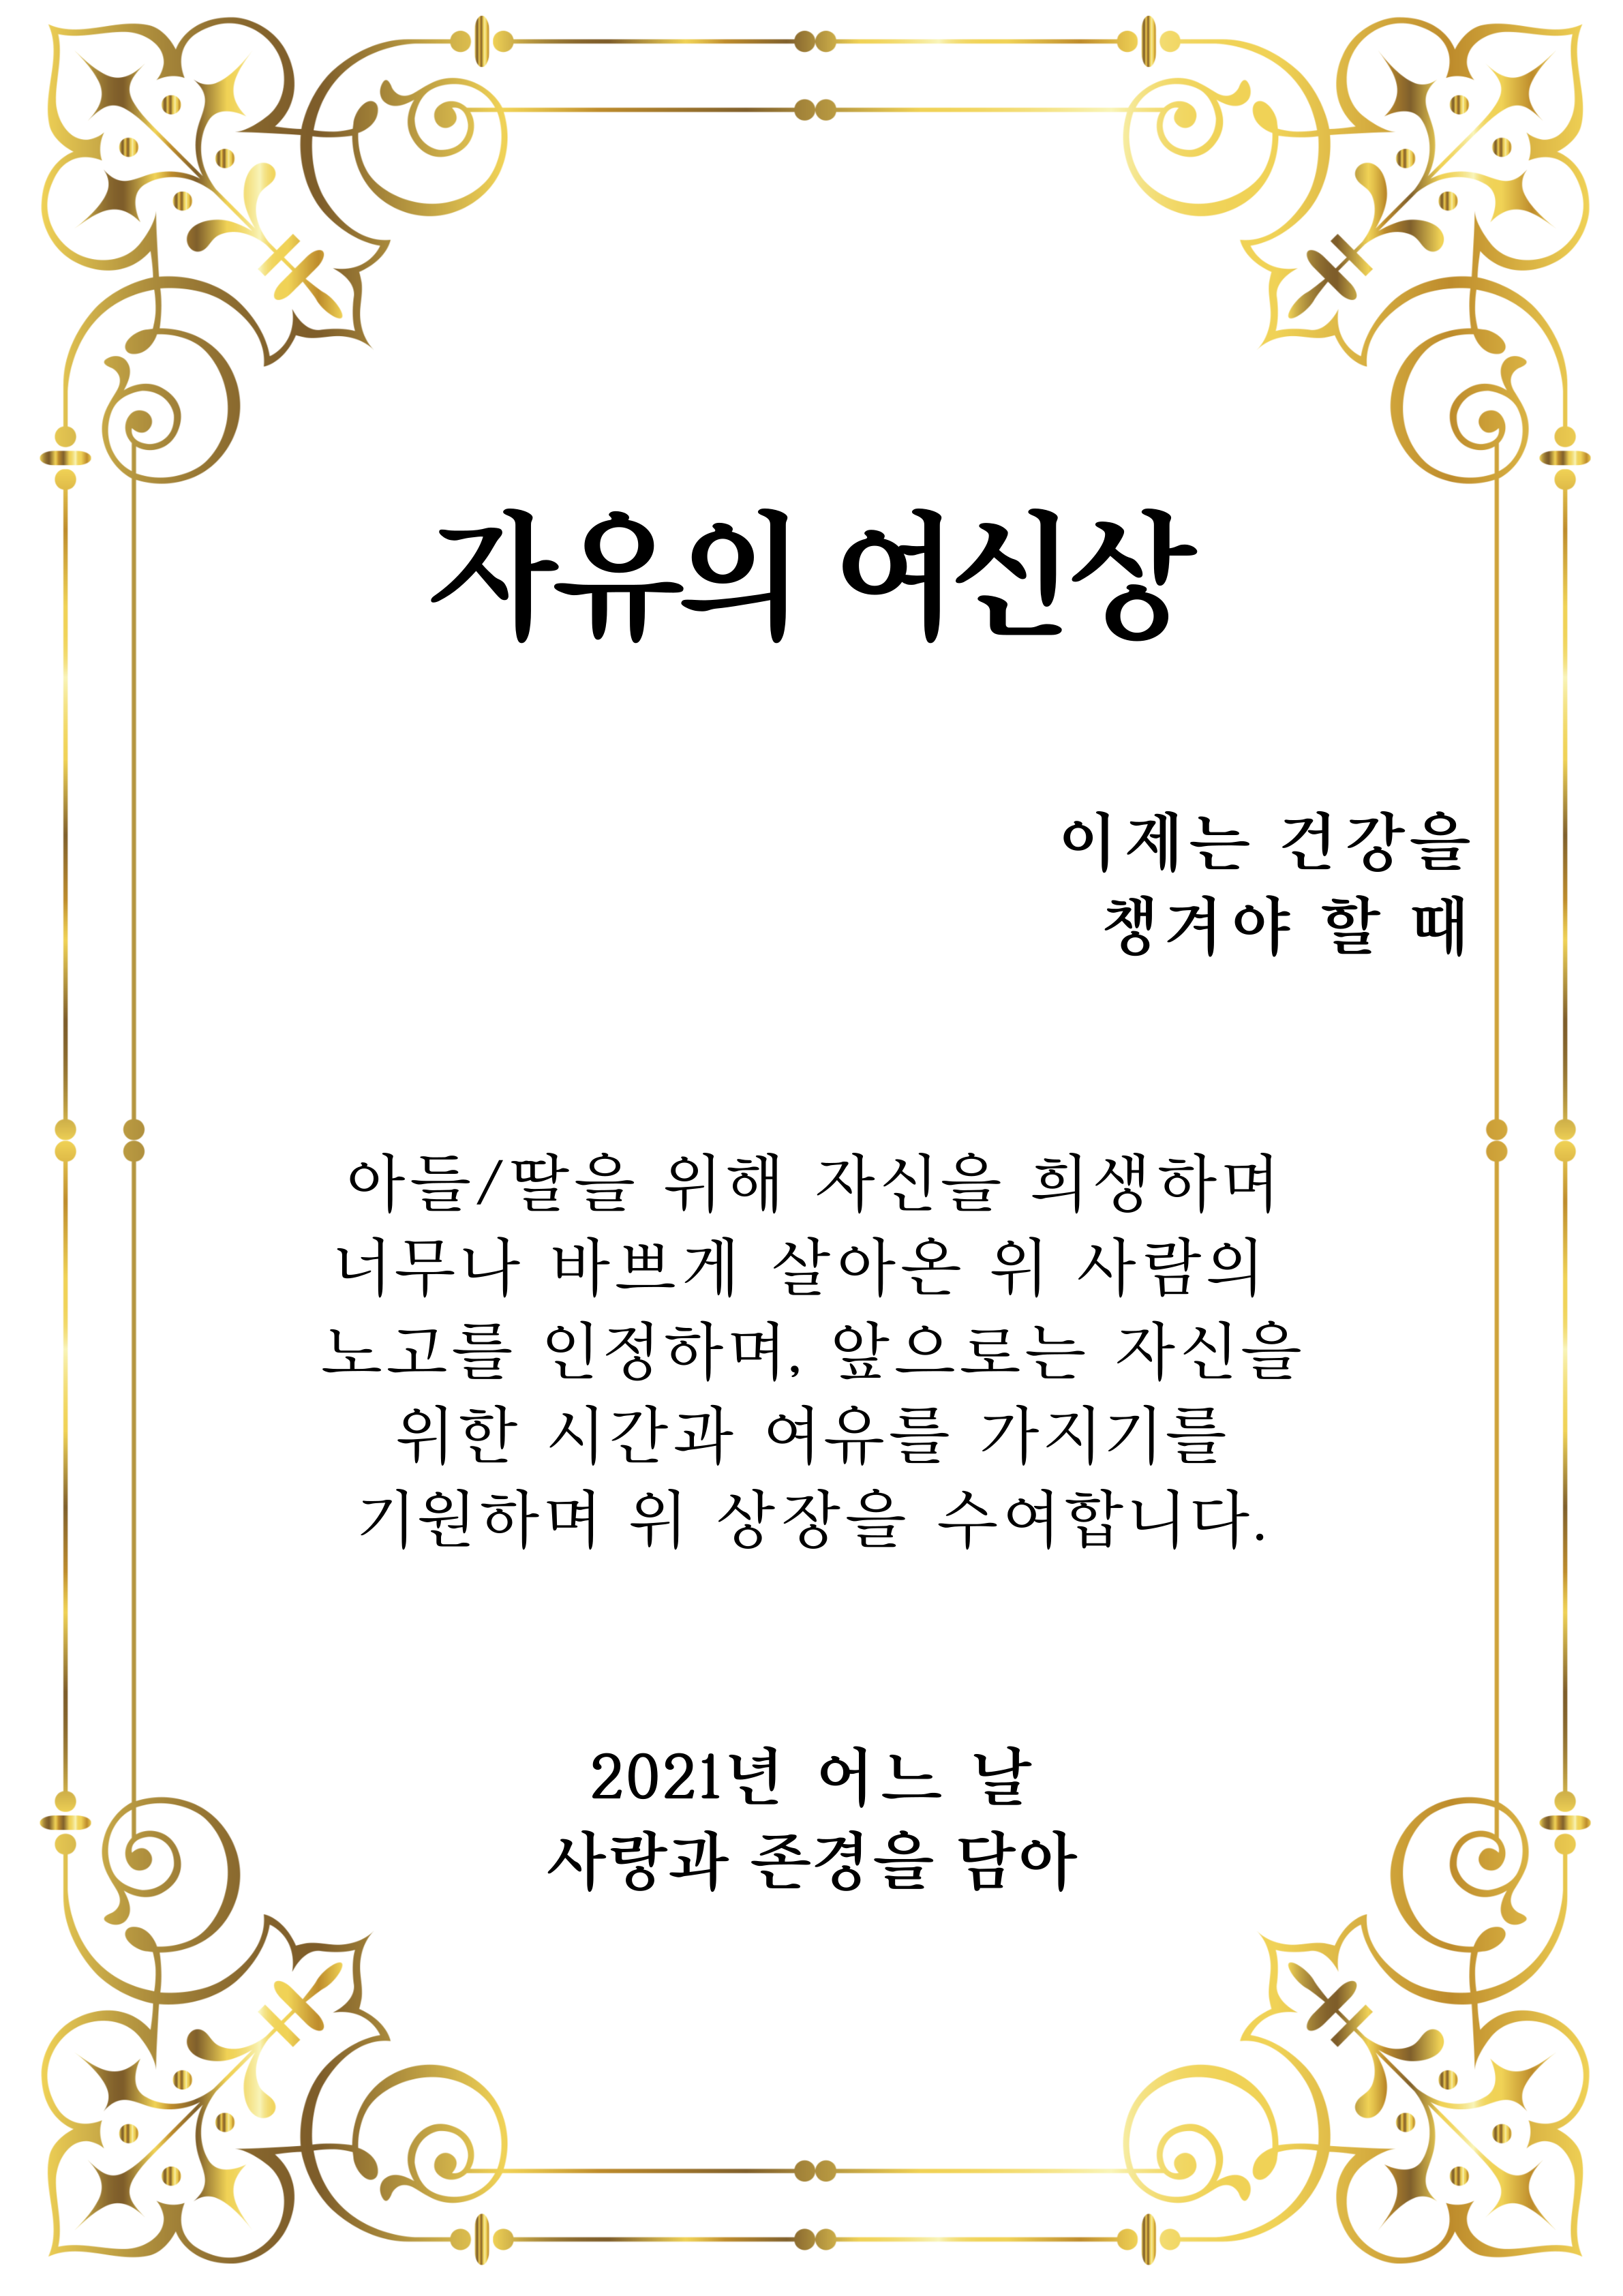 자유의 여신상
이제는 건강을
챙겨야 할 때
아들/딸을 위해 자신을 희생하며
너무나 바쁘게 살아온 위 사람의
노고를 인정하며, 앞으로는 자신을
위한 시간과 여유를 가지기를
기원하며 위 상장을 수여합니다.
2021년 어느 날
사랑과 존경을 담아